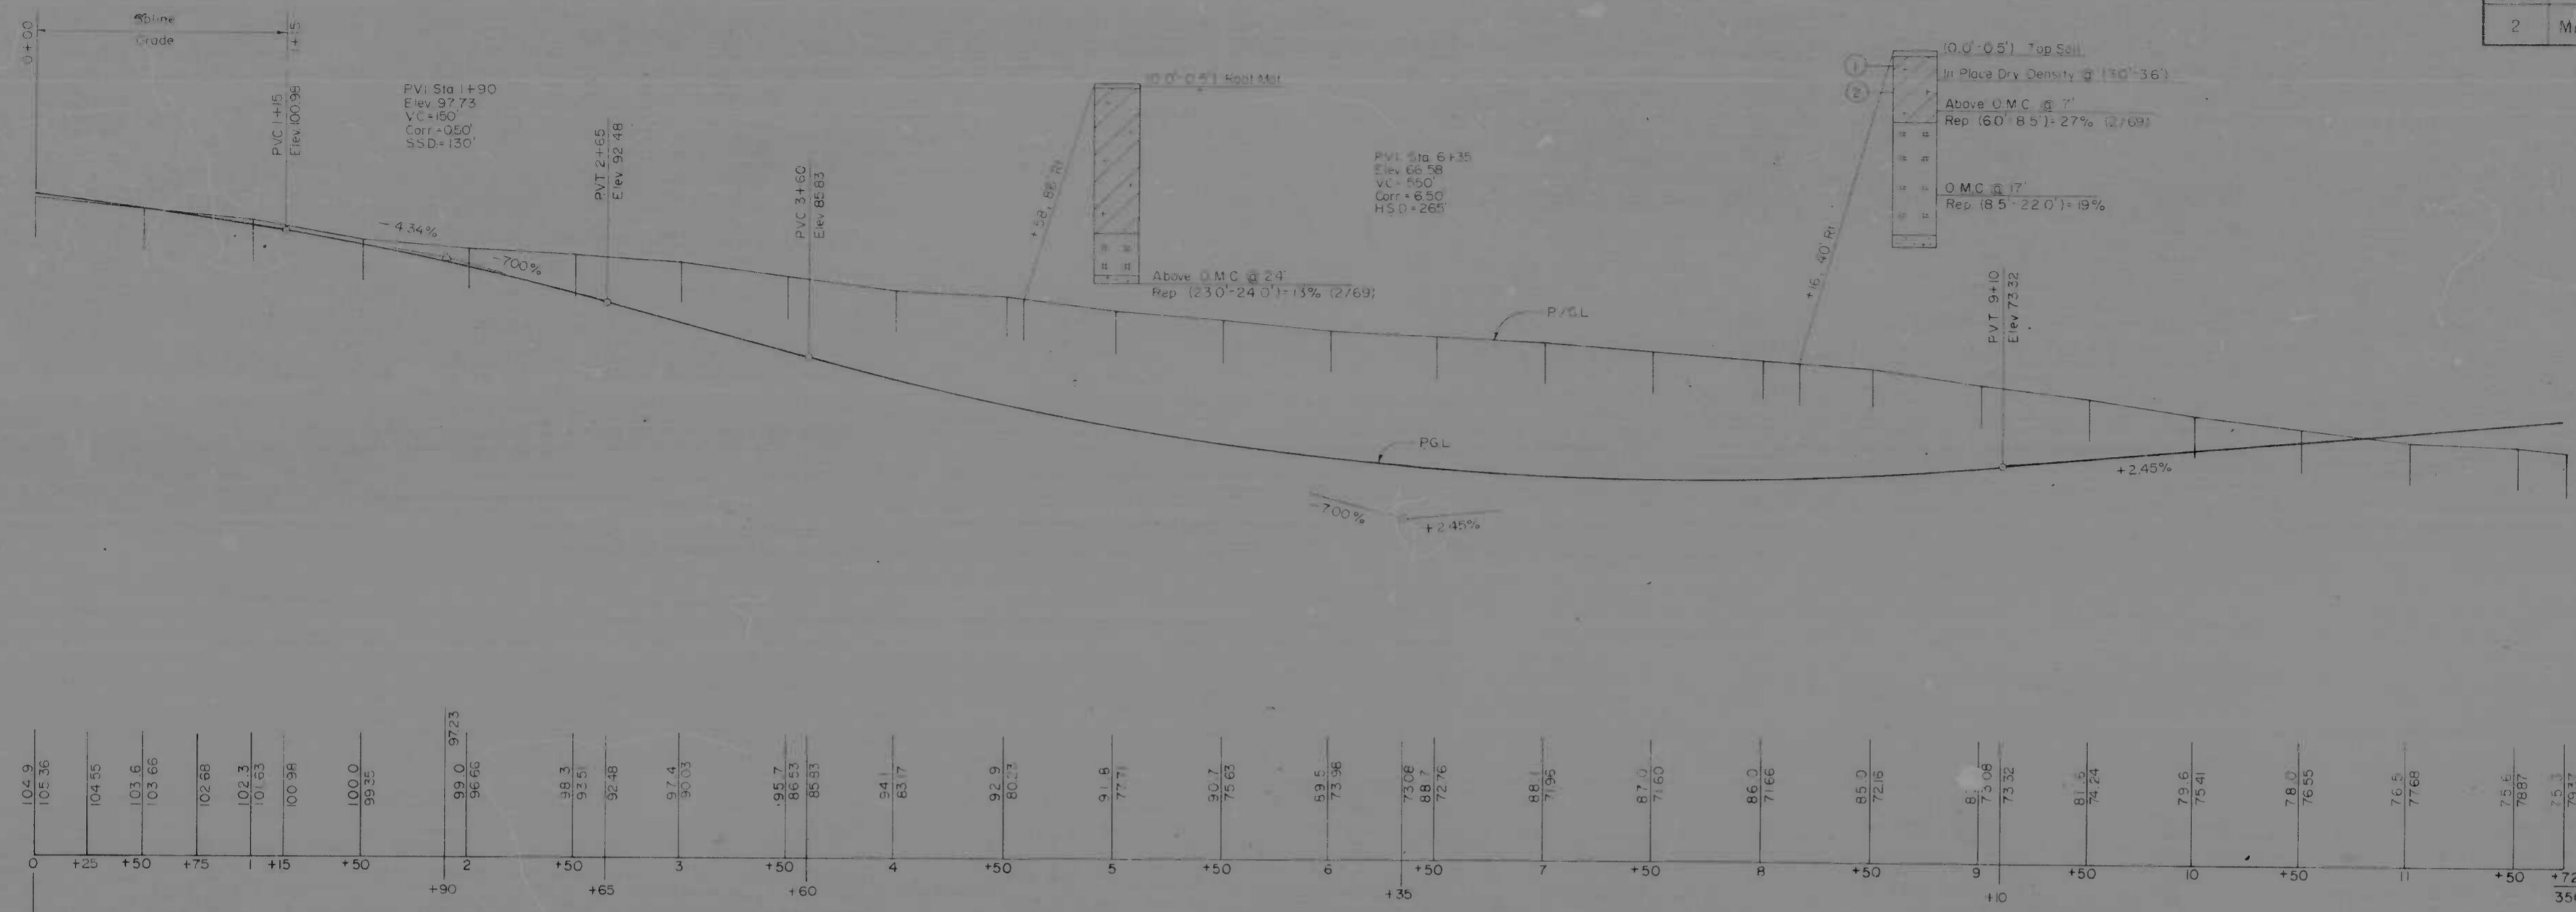 0+00
Spline
Grade
1+15
PVC 1+15
Elev. 100.98
PVI Sta 1+90
Elev 97.73
VC=150'
Corr.=0.50'
SSD=130'
-4.34%
-7.00%
PVT 2+65
Elev. 92.48
PVC 3+60
Elev 85.83
+58, 88' Rt
(0.0'-0.5') Root Mat
Above O.M.C. @ 24'
Rep. (23.0'-24.0')=13% (2/69)
PVI Sta 6+35
Elev 66.58
VC=550'
Corr=6.50'
HSD=265'
P/GL
PGL
-7.00%
+2.45%
+16, 40' Rt
1
2
(0.0'-0.5') Top Soil
In Place Dry Density @ (3.0'-3.6')
Above O.M.C. @ 7'
Rep (6.0'-8.5')=27% (2/69)
O.M.C. @ 17'
Rep. (8.5'-22.0')=19%
PVT 9+10
Elev 73.32
+2.45%
2
104.9
105.36
104.55
103.6
103.66
102.68
102.3
101.63
100.98
100.0
99.35
97.23
99.0
96.66
98.3
93.51
92.48
97.4
90.03
95.7
86.53
85.83
94.1
83.17
92.9
80.23
91.8
77.71
90.7
75.63
89.5
73.98
73.08
88.7
72.76
88.1
71.96
87.0
71.60
86.0
71.66
85.0
72.16
73.08
73.32
81.6
74.24
79.6
75.41
78.0
76.55
76.5
77.68
75.6
78.87
75.3
79.37
0 +25 +50 +75 1 +15 +50 2 +50 3 +50 4 +50 5 +50 6 +50 7 +50 8 +50 9 +50 10 +50 11 +50 +72
+90 +65 +60 +35 +10